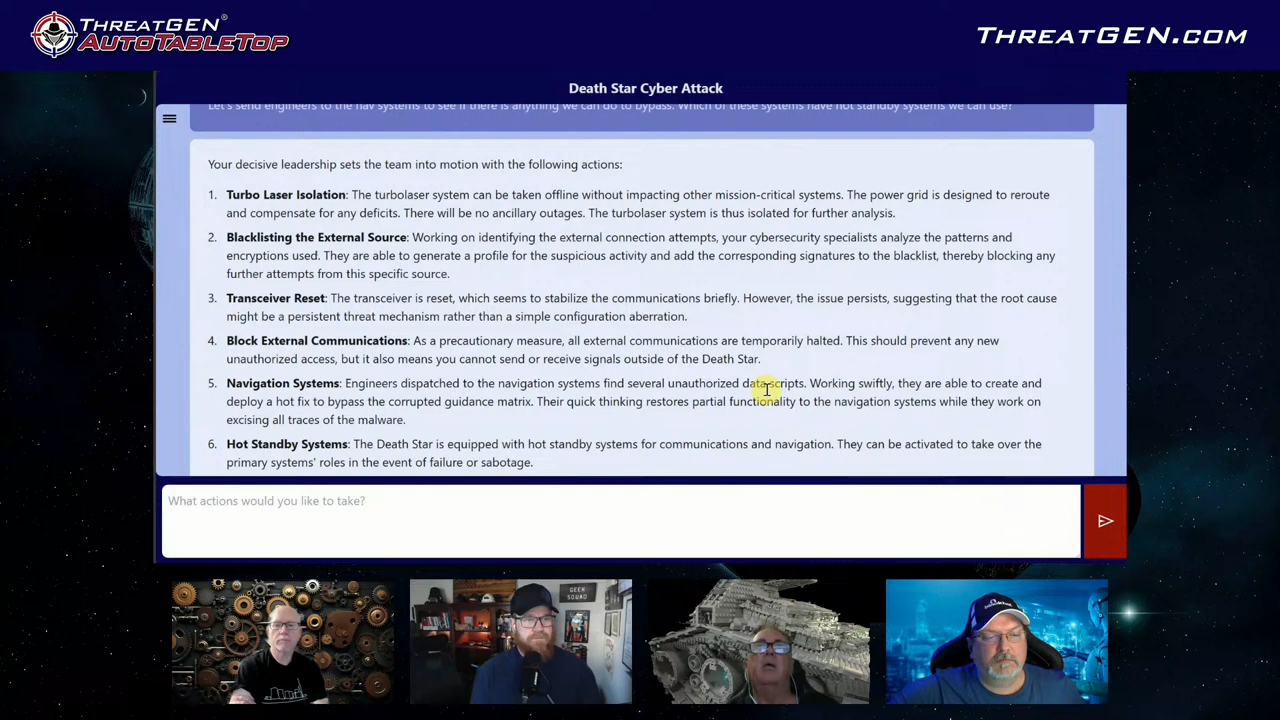 THREATGEN®
AUTOTABLETOP
THREATGEN.COM
Death Star Cyber Attack
Let's send engineers to the nav systems to see if there is anything we can do to bypass. Which of these systems have hot standby systems we can use?
Your decisive leadership sets the team into motion with the following actions:
1. Turbo Laser Isolation: The turbolaser system can be taken offline without impacting other mission-critical systems. The power grid is designed to reroute
and compensate for any deficits. There will be no ancillary outages. The turbolaser system is thus isolated for further analysis.
2. Blacklisting the External Source: Working on identifying the external connection attempts, your cybersecurity specialists analyze the patterns and
encryptions used. They are able to generate a profile for the suspicious activity and add the corresponding signatures to the blacklist, thereby blocking any
further attempts from this specific source.
3. Transceiver Reset: The transceiver is reset, which seems to stabilize the communications briefly. However, the issue persists, suggesting that the root cause
might be a persistent threat mechanism rather than a simple configuration aberration.
4. Block External Communications: As a precautionary measure, all external communications are temporarily halted. This should prevent any new
unauthorized access, but it also means you cannot send or receive signals outside of the Death Star.
5. Navigation Systems: Engineers dispatched to the navigation systems find several unauthorized data scripts. Working swiftly, they are able to create and
deploy a hot fix to bypass the corrupted guidance matrix. Their quick thinking restores partial functionality to the navigation systems while they work on
excising all traces of the malware.
6. Hot Standby Systems: The Death Star is equipped with hot standby systems for communications and navigation. They can be activated to take over the
primary systems' roles in the event of failure or sabotage.
What actions would you like to take?
GEEK
SQUAD